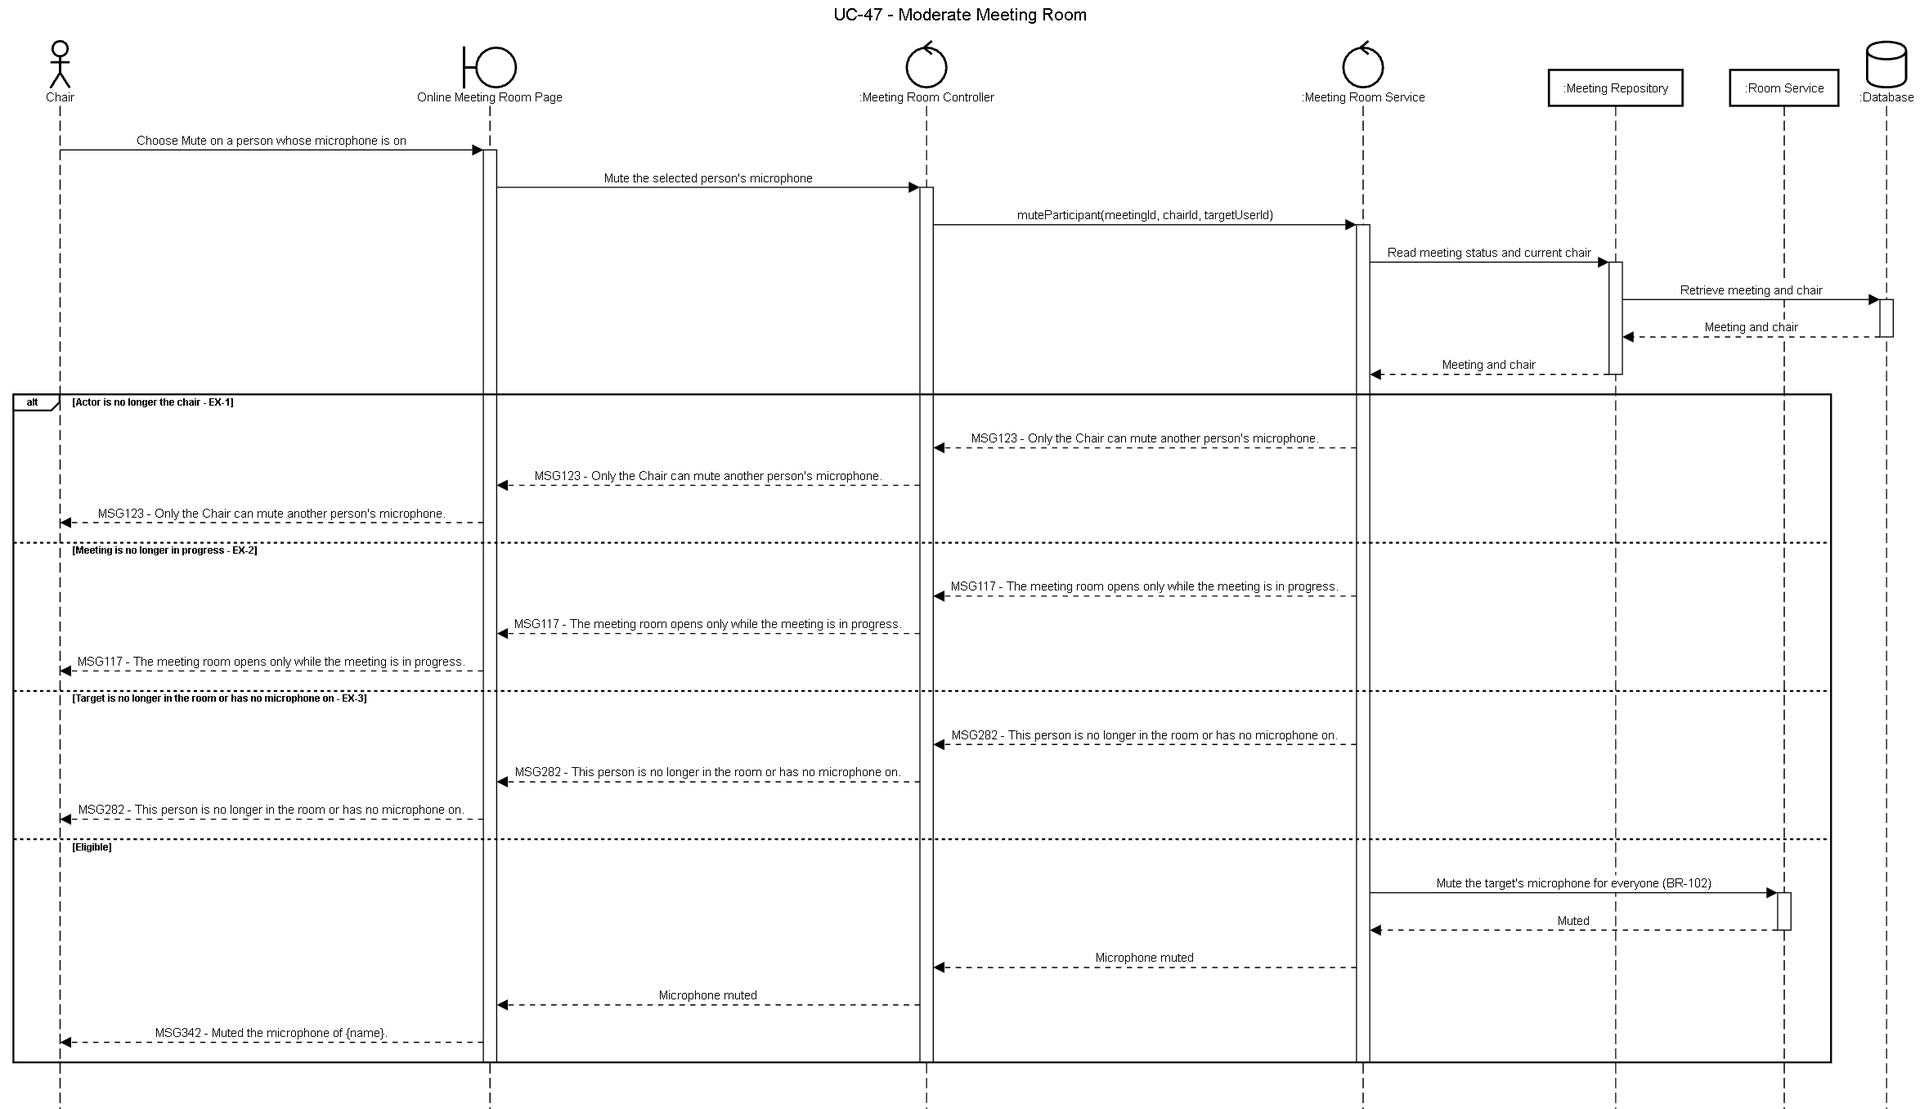 UC-47 - Moderate Meeting Room
Chair
Online Meeting Room Page
:Meeting Room Controller
:Meeting Room Service
:Meeting Repository
:Room Service
:Database
Choose Mute on a person whose microphone is on
Mute the selected person's microphone
muteParticipant(meetingId, chairId, targetUserId)
Read meeting status and current chair
Retrieve meeting and chair
Meeting and chair
Meeting and chair
alt
[Actor is no longer the chair - EX-1]
MSG123 - Only the Chair can mute another person's microphone.
MSG123 - Only the Chair can mute another person's microphone.
MSG123 - Only the Chair can mute another person's microphone.
[Meeting is no longer in progress - EX-2]
MSG117 - The meeting room opens only while the meeting is in progress.
MSG117 - The meeting room opens only while the meeting is in progress.
MSG117 - The meeting room opens only while the meeting is in progress.
[Target is no longer in the room or has no microphone on - EX-3]
MSG282 - This person is no longer in the room or has no microphone on.
MSG282 - This person is no longer in the room or has no microphone on.
MSG282 - This person is no longer in the room or has no microphone on.
[Eligible]
Mute the target's microphone for everyone (BR-102)
Muted
Microphone muted
Microphone muted
MSG342 - Muted the microphone of {name}.